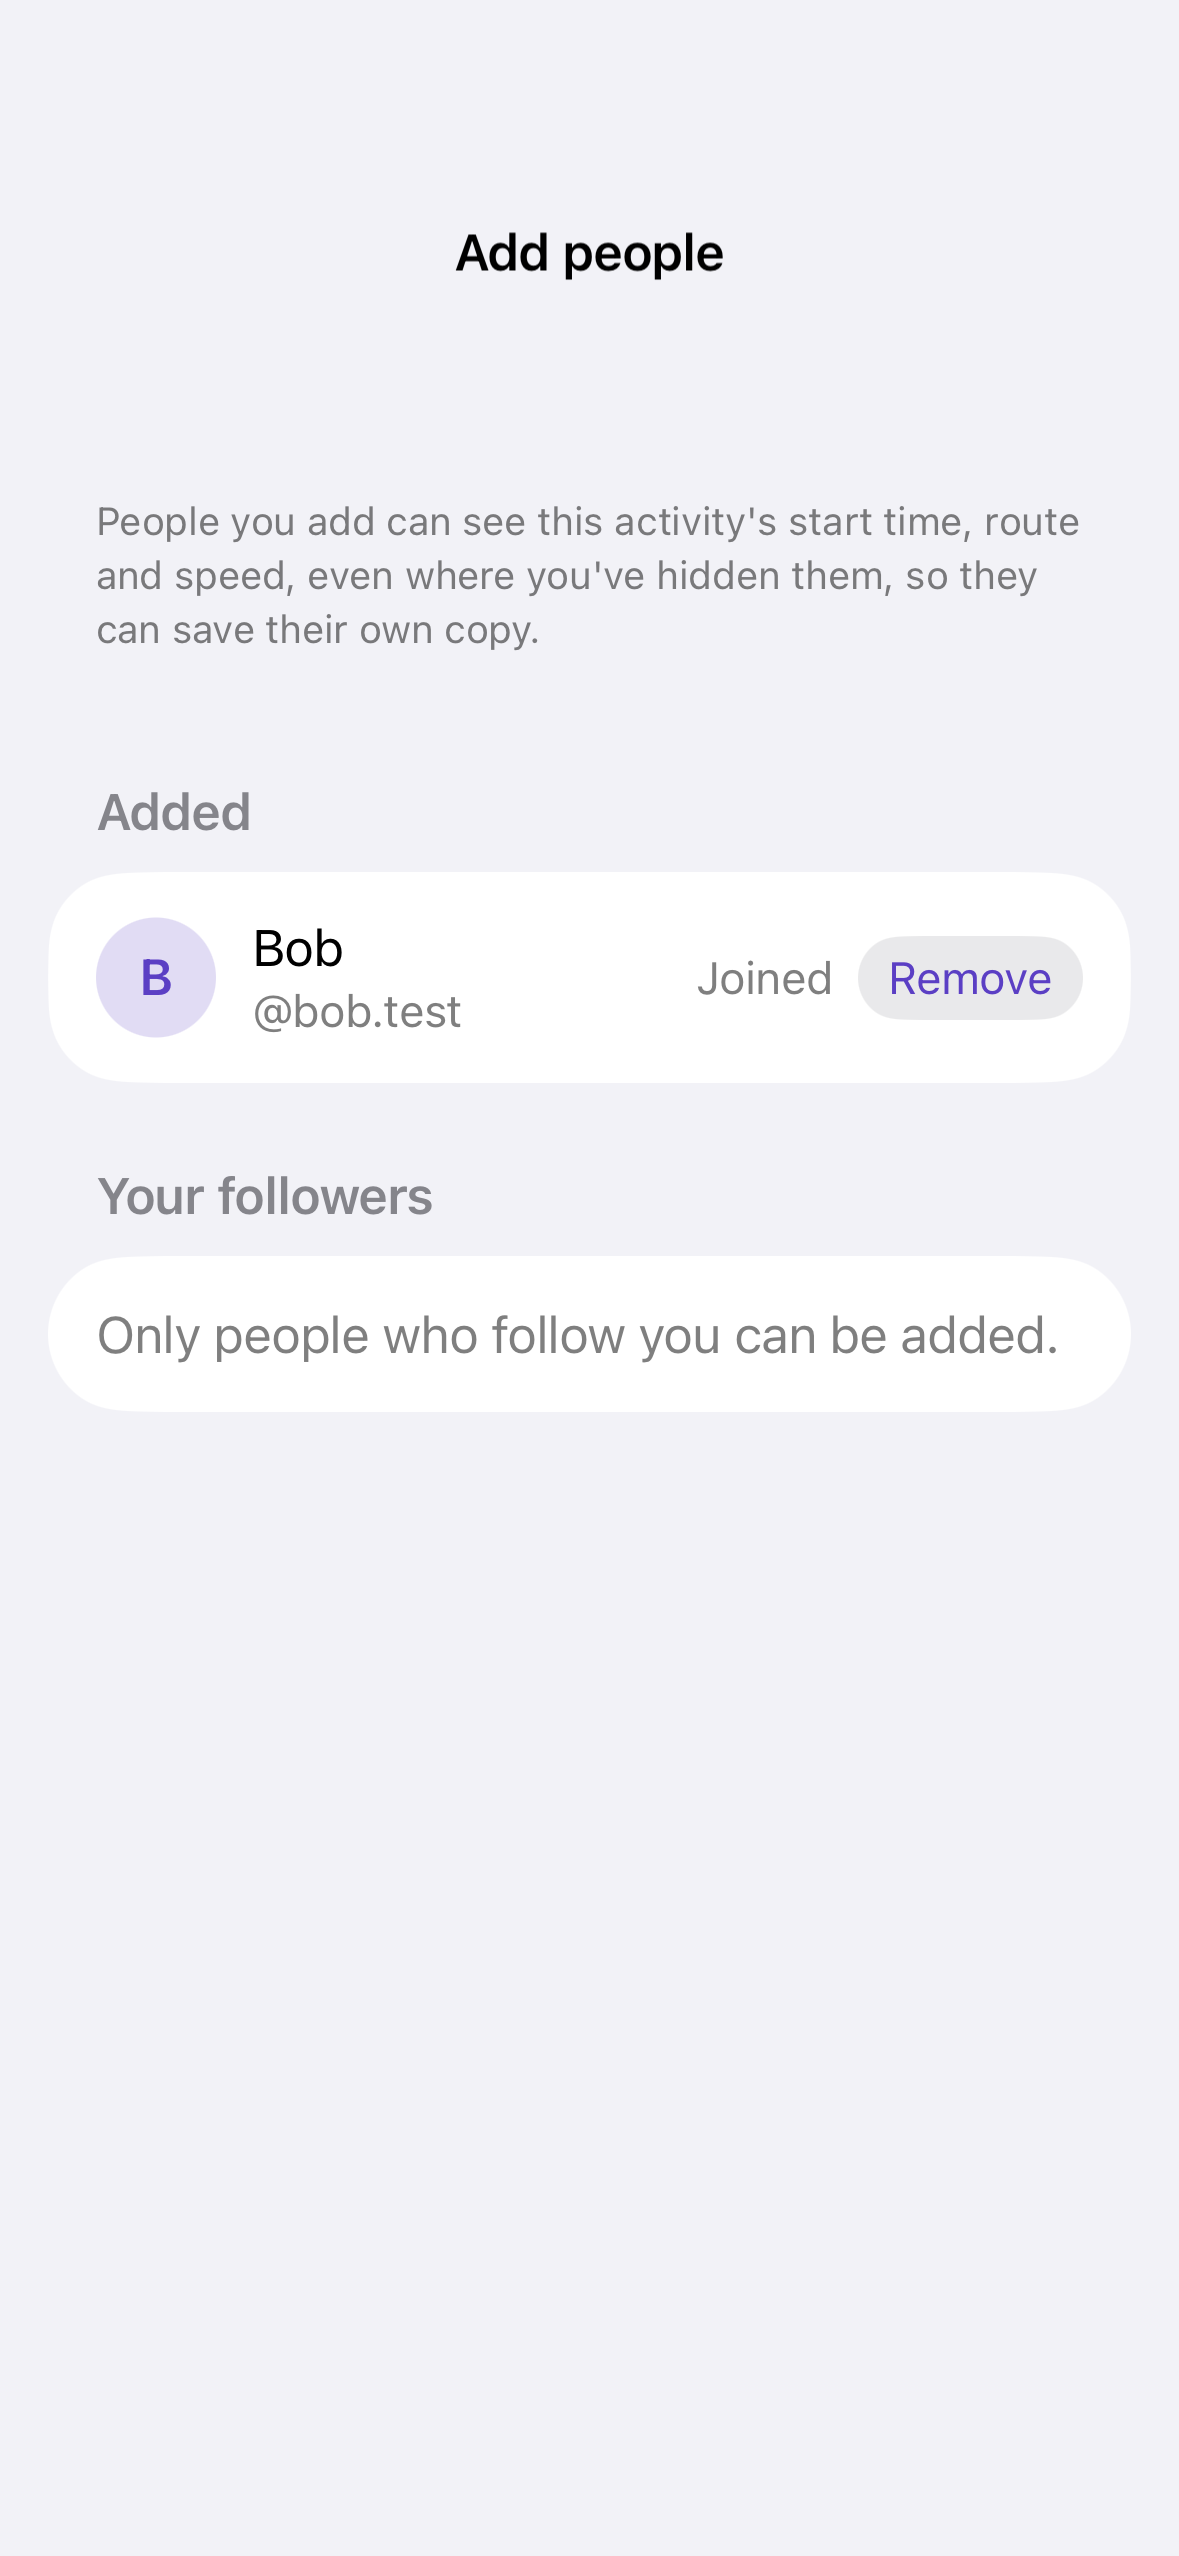 Add people
People you add can see this activity's start time, route
and speed, even where you've hidden them, so they
can save their own copy.
Added
B
Bob
@bob.test
Joined
Remove
Your followers
Only people who follow you can be added.